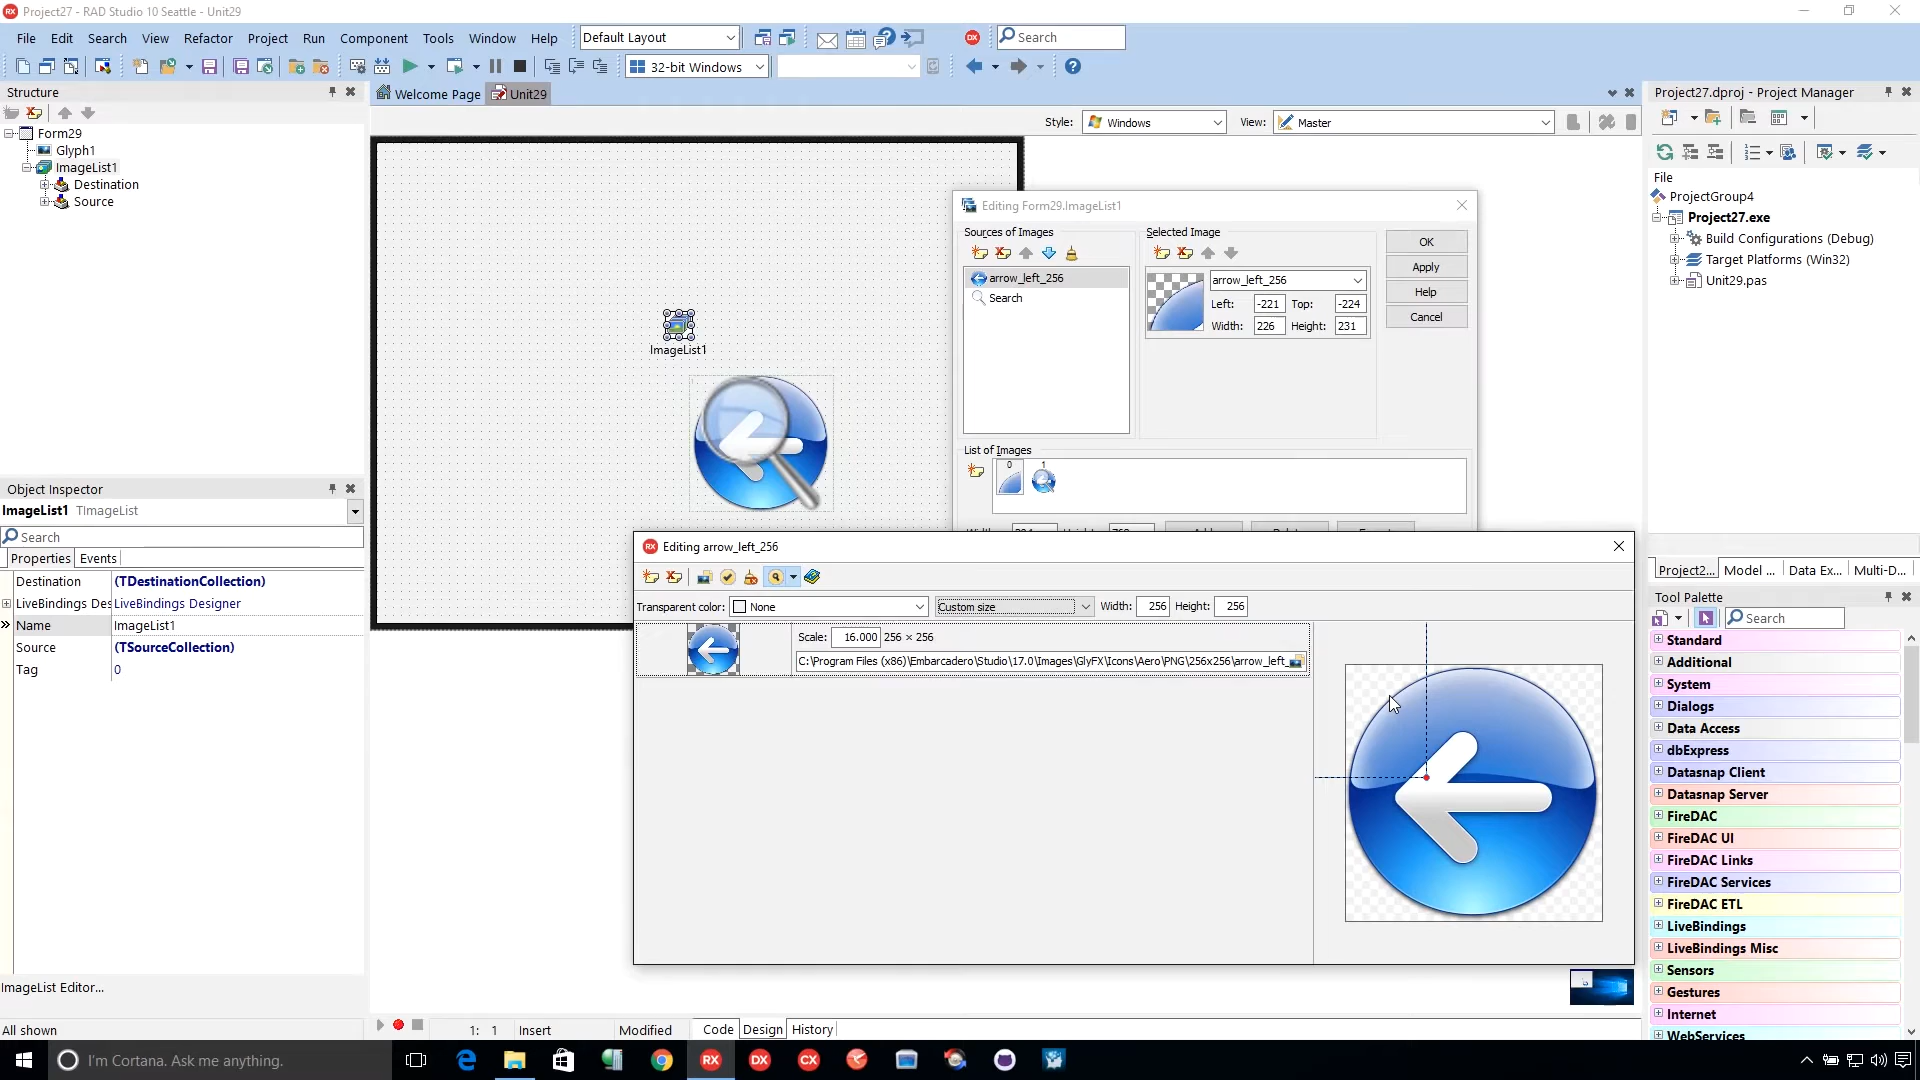 Project27 - RAD Studio 10 Seattle - Unit29
File Edit Search View Refactor Project Run Component Tools Window Help
Default Layout
Search
32-bit Windows
Structure
Form29
Glyph1
ImageList1
Destination
Source
Welcome Page
Unit29
Style: Windows
View: Master
ImageList1
Editing Form29.ImageList1
Sources of Images
arrow_left_256
Search
Selected Image
arrow_left_256
Left: -221 Top: -224
Width: 226 Height: 231
OK
Apply
Help
Cancel
List of Images
0
1
Editing arrow_left_256
Transparent color: None
Custom size
Width: 256 Height: 256
Scale: 16.000 256 × 256
C:\Program Files (x86)\Embarcadero\Studio\17.0\Images\GlyFX\Icons\Aero\PNG\256x256\arrow_left_
Object Inspector
ImageList1 TImageList
Search
Properties Events
Destination (TDestinationCollection)
LiveBindings Des LiveBindings Designer
Name ImageList1
Source (TSourceCollection)
Tag 0
ImageList Editor...
All shown
1: 1 Insert Modified
Code Design History
Project27.dproj - Project Manager
File
ProjectGroup4
Project27.exe
Build Configurations (Debug)
Target Platforms (Win32)
Unit29.pas
Project2... Model ... Data Ex... Multi-D...
Tool Palette
Search
Standard
Additional
System
Dialogs
Data Access
dbExpress
Datasnap Client
Datasnap Server
FireDAC
FireDAC UI
FireDAC Links
FireDAC Services
FireDAC ETL
LiveBindings
LiveBindings Misc
Sensors
Gestures
Internet
WebServices
I'm Cortana. Ask me anything.
RX
DX
CX